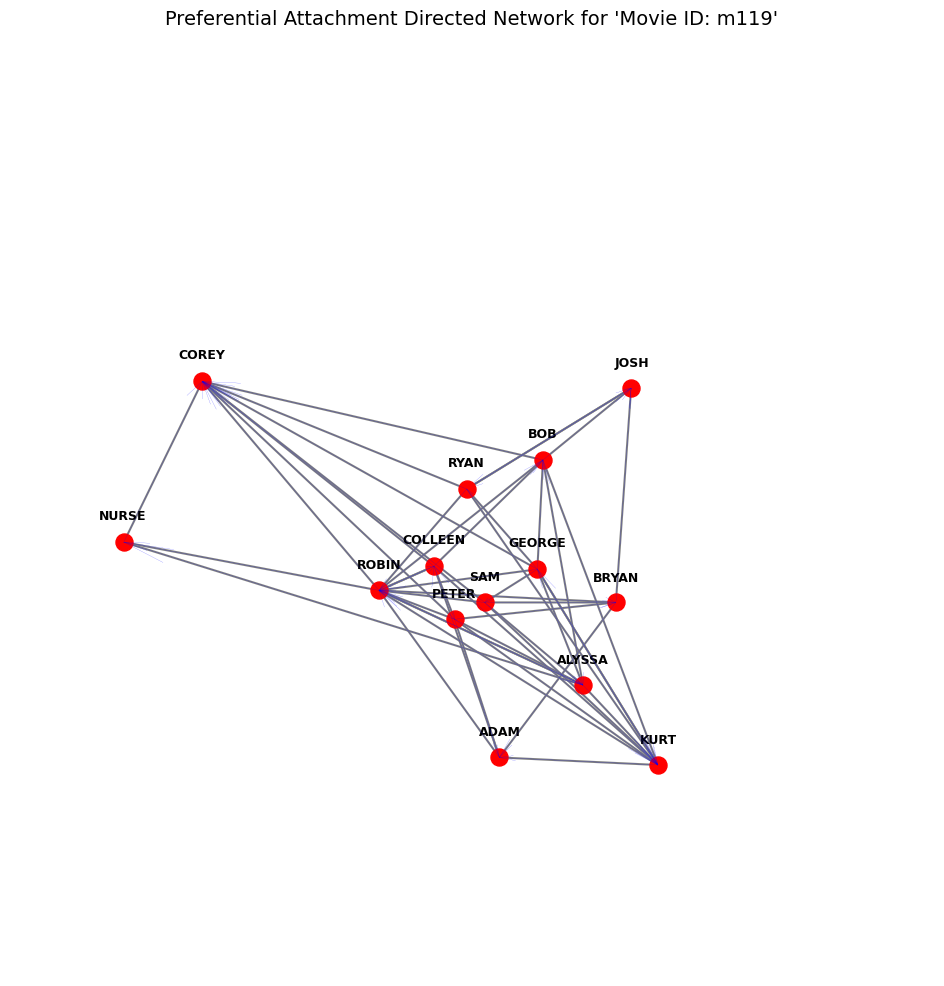 Preferential Attachment Directed Network for 'Movie ID: m119'
COREY
JOSH
BOB
RYAN
NURSE
COLLEEN
GEORGE
ROBIN
SAM
BRYAN
PETER
ALYSSA
ADAM
KURT